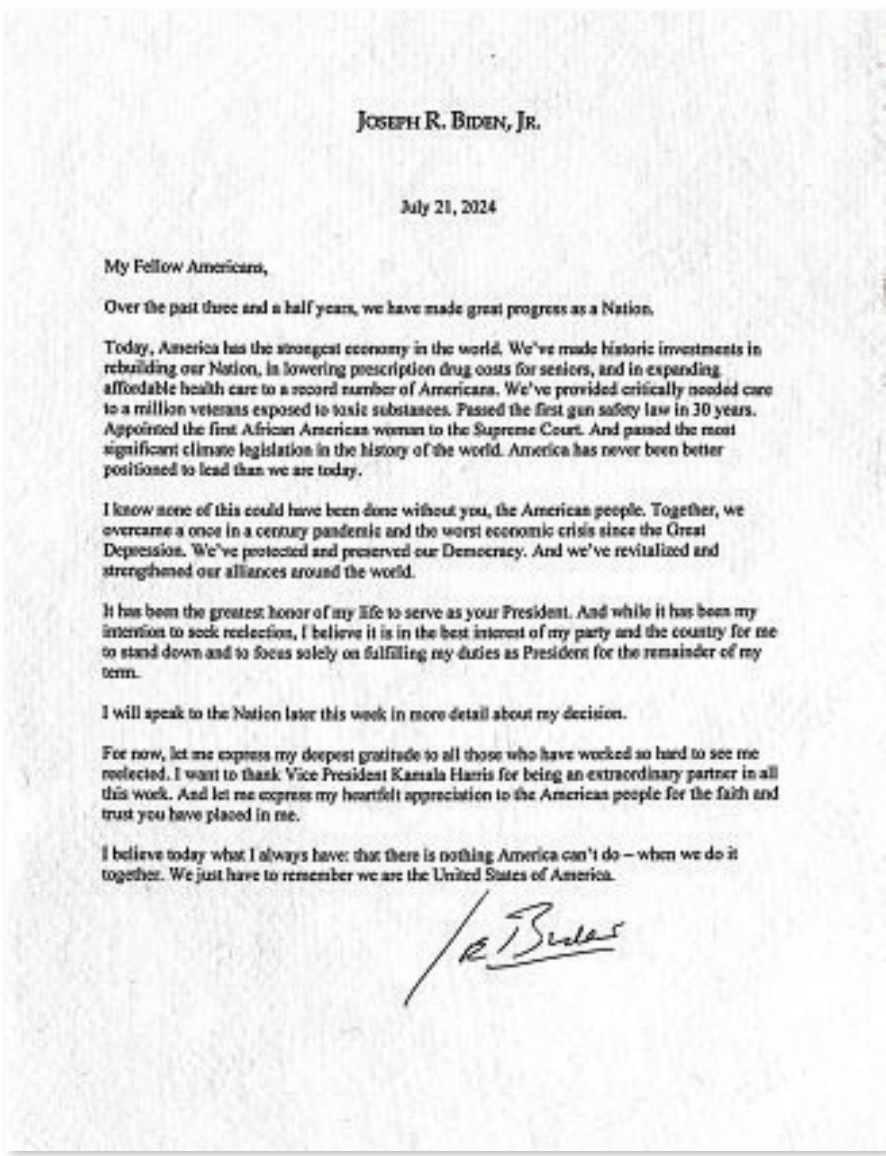 JOSEPH R. BIDEN, JR.
July 21, 2024
My Fellow Americans,
Over the past three and a half years, we have made great progress as a Nation.
Today, America has the strongest economy in the world. We've made historic investments in
rebuilding our Nation, in lowering prescription drug costs for seniors, and in expanding
affordable health care to a record number of Americans. We've provided critically needed care
to a million veterans exposed to toxic substances. Passed the first gun safety law in 30 years.
Appointed the first African American woman to the Supreme Court. And passed the most
significant climate legislation in the history of the world. America has never been better
positioned to lead than we are today.
I know none of this could have been done without you, the American people. Together, we
overcame a once in a century pandemic and the worst economic crisis since the Great
Depression. We've protected and preserved our Democracy. And we've revitalized and
strengthened our alliances around the world.
It has been the greatest honor of my life to serve as your President. And while it has been my
intention to seek reelection, I believe it is in the best interest of my party and the country for me
to stand down and to focus solely on fulfilling my duties as President for the remainder of my
term.
I will speak to the Nation later this week in more detail about my decision.
For now, let me express my deepest gratitude to all those who have worked so hard to see me
reelected. I want to thank Vice President Kamala Harris for being an extraordinary partner in all
this work. And let me express my heartfelt appreciation to the American people for the faith and
trust you have placed in me.
I believe today what I always have: that there is nothing America can't do – when we do it
together. We just have to remember we are the United States of America.
Joe Biden